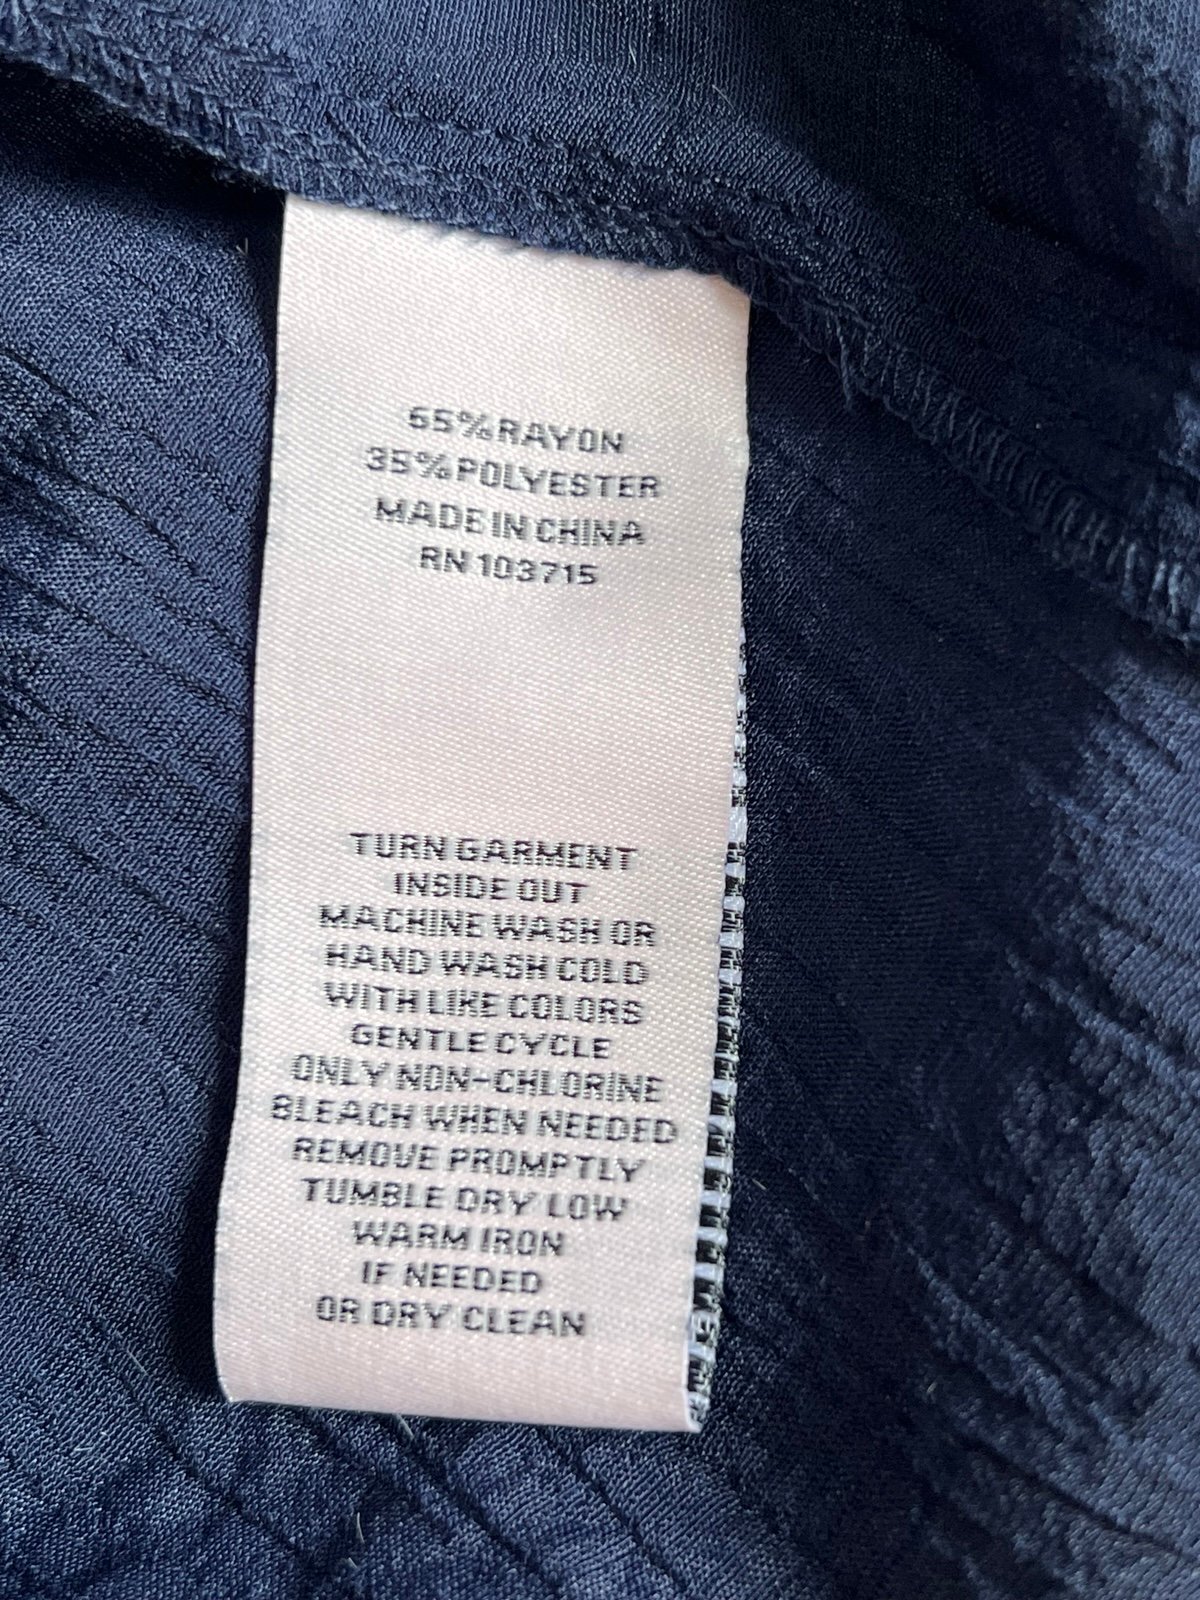 65% RAYON
35% POLYESTER
MADE IN CHINA
RN 103715
TURN GARMENT
INSIDE OUT
MACHINE WASH OR
HAND WASH COLD
WITH LIKE COLORS
GENTLE CYCLE
ONLY NON-CHLORINE
BLEACH WHEN NEEDED
REMOVE PROMPTLY
TUMBLE DRY LOW
WARM IRON
IF NEEDED
OR DRY CLEAN